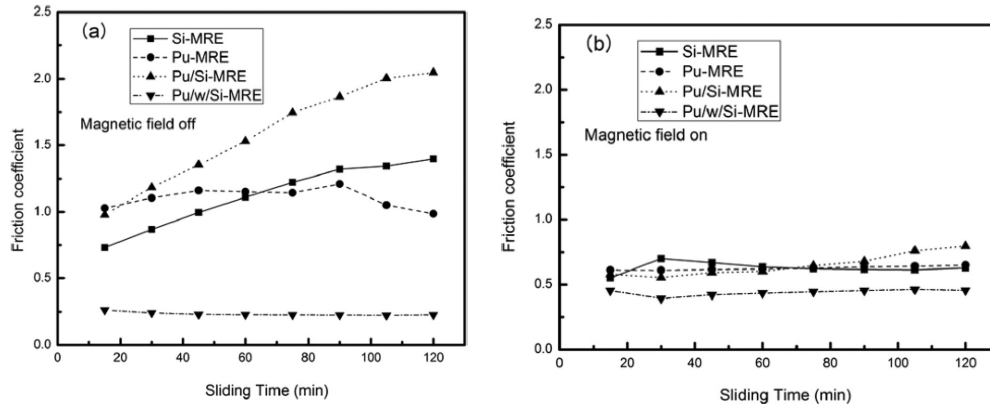 (a)
Si-MRE
Pu-MRE
Pu/Si-MRE
Pu/w/Si-MRE
Magnetic field off
Friction coefficient
2.5
2.0
1.5
1.0
0.5
0.0
0 20 40 60 80 100 120
Sliding Time (min)
(b)
Si-MRE
Pu-MRE
Pu/Si-MRE
Pu/w/Si-MRE
Magnetic field on
Friction coefficient
2.5
2.0
1.5
1.0
0.5
0.0
0 20 40 60 80 100 120
Sliding Time (min)